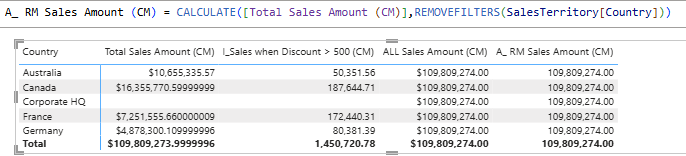 A_ RM Sales Amount (CM) = CALCULATE([Total Sales Amount (CM)],REMOVEFILTERS(SalesTerritory[Country]))
Country Total Sales Amount (CM) I_Sales when Discount > 500 (CM) ALL Sales Amount (CM) A_ RM Sales Amount (CM)
Australia $10,655,335.57 50,351.56 $109,809,274.00 109,809,274.00
Canada $16,355,770.59999999 187,644.71 $109,809,274.00 109,809,274.00
Corporate HQ $109,809,274.00 109,809,274.00
France $7,251,555.660000009 172,440.31 $109,809,274.00 109,809,274.00
Germany $4,878,300.109999996 80,381.39 $109,809,274.00 109,809,274.00
Total $109,809,273.9999996 1,450,720.78 $109,809,274.00 109,809,274.00